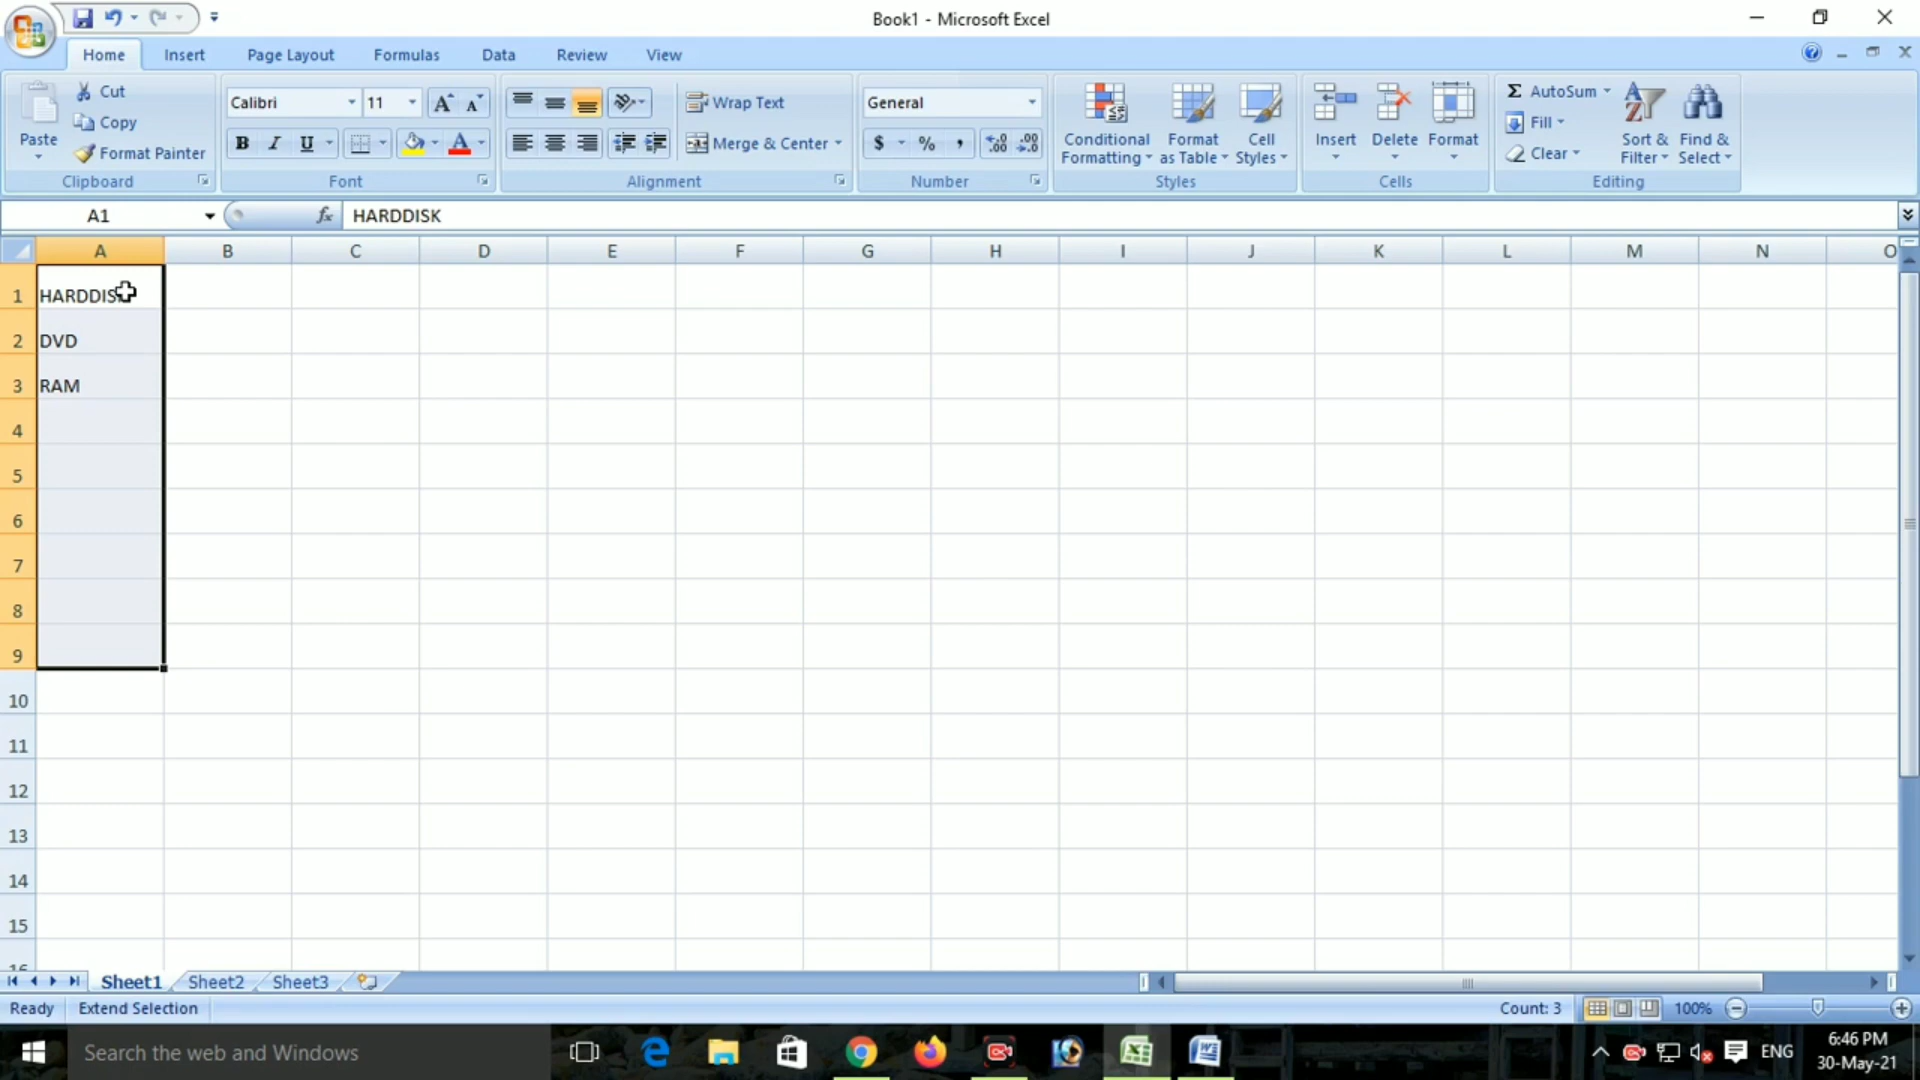 Book1 - Microsoft Excel
Home Insert Page Layout Formulas Data Review View
Paste
Cut
Copy
Format Painter
Clipboard
Calibri 11
B I U
Font
Wrap Text
Merge & Center
Alignment
General
$ % ,
Number
Conditional Formatting
Format as Table
Cell Styles
Styles
Insert Delete Format
Cells
AutoSum
Fill
Clear
Sort & Filter
Find & Select
Editing
A1 fx HARDDISK
A B C D E F G H I J K L M N O
1 HARDDIS
2 DVD
3 RAM
4
5
6
7
8
9
10
11
12
13
14
15
16
Sheet1 Sheet2 Sheet3
Ready Extend Selection Count: 3 100%
Search the web and Windows
ENG
6:46 PM
30-May-21